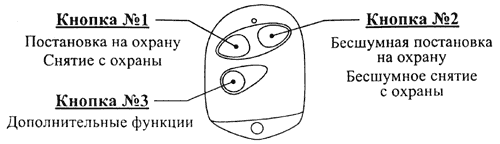 Кнопка №1
Постановка на охрану
Снятие с охраны
Кнопка №2
Бесшумная постановка
на охрану
Бесшумное снятие
с охраны
Кнопка №3
Дополнительные функции